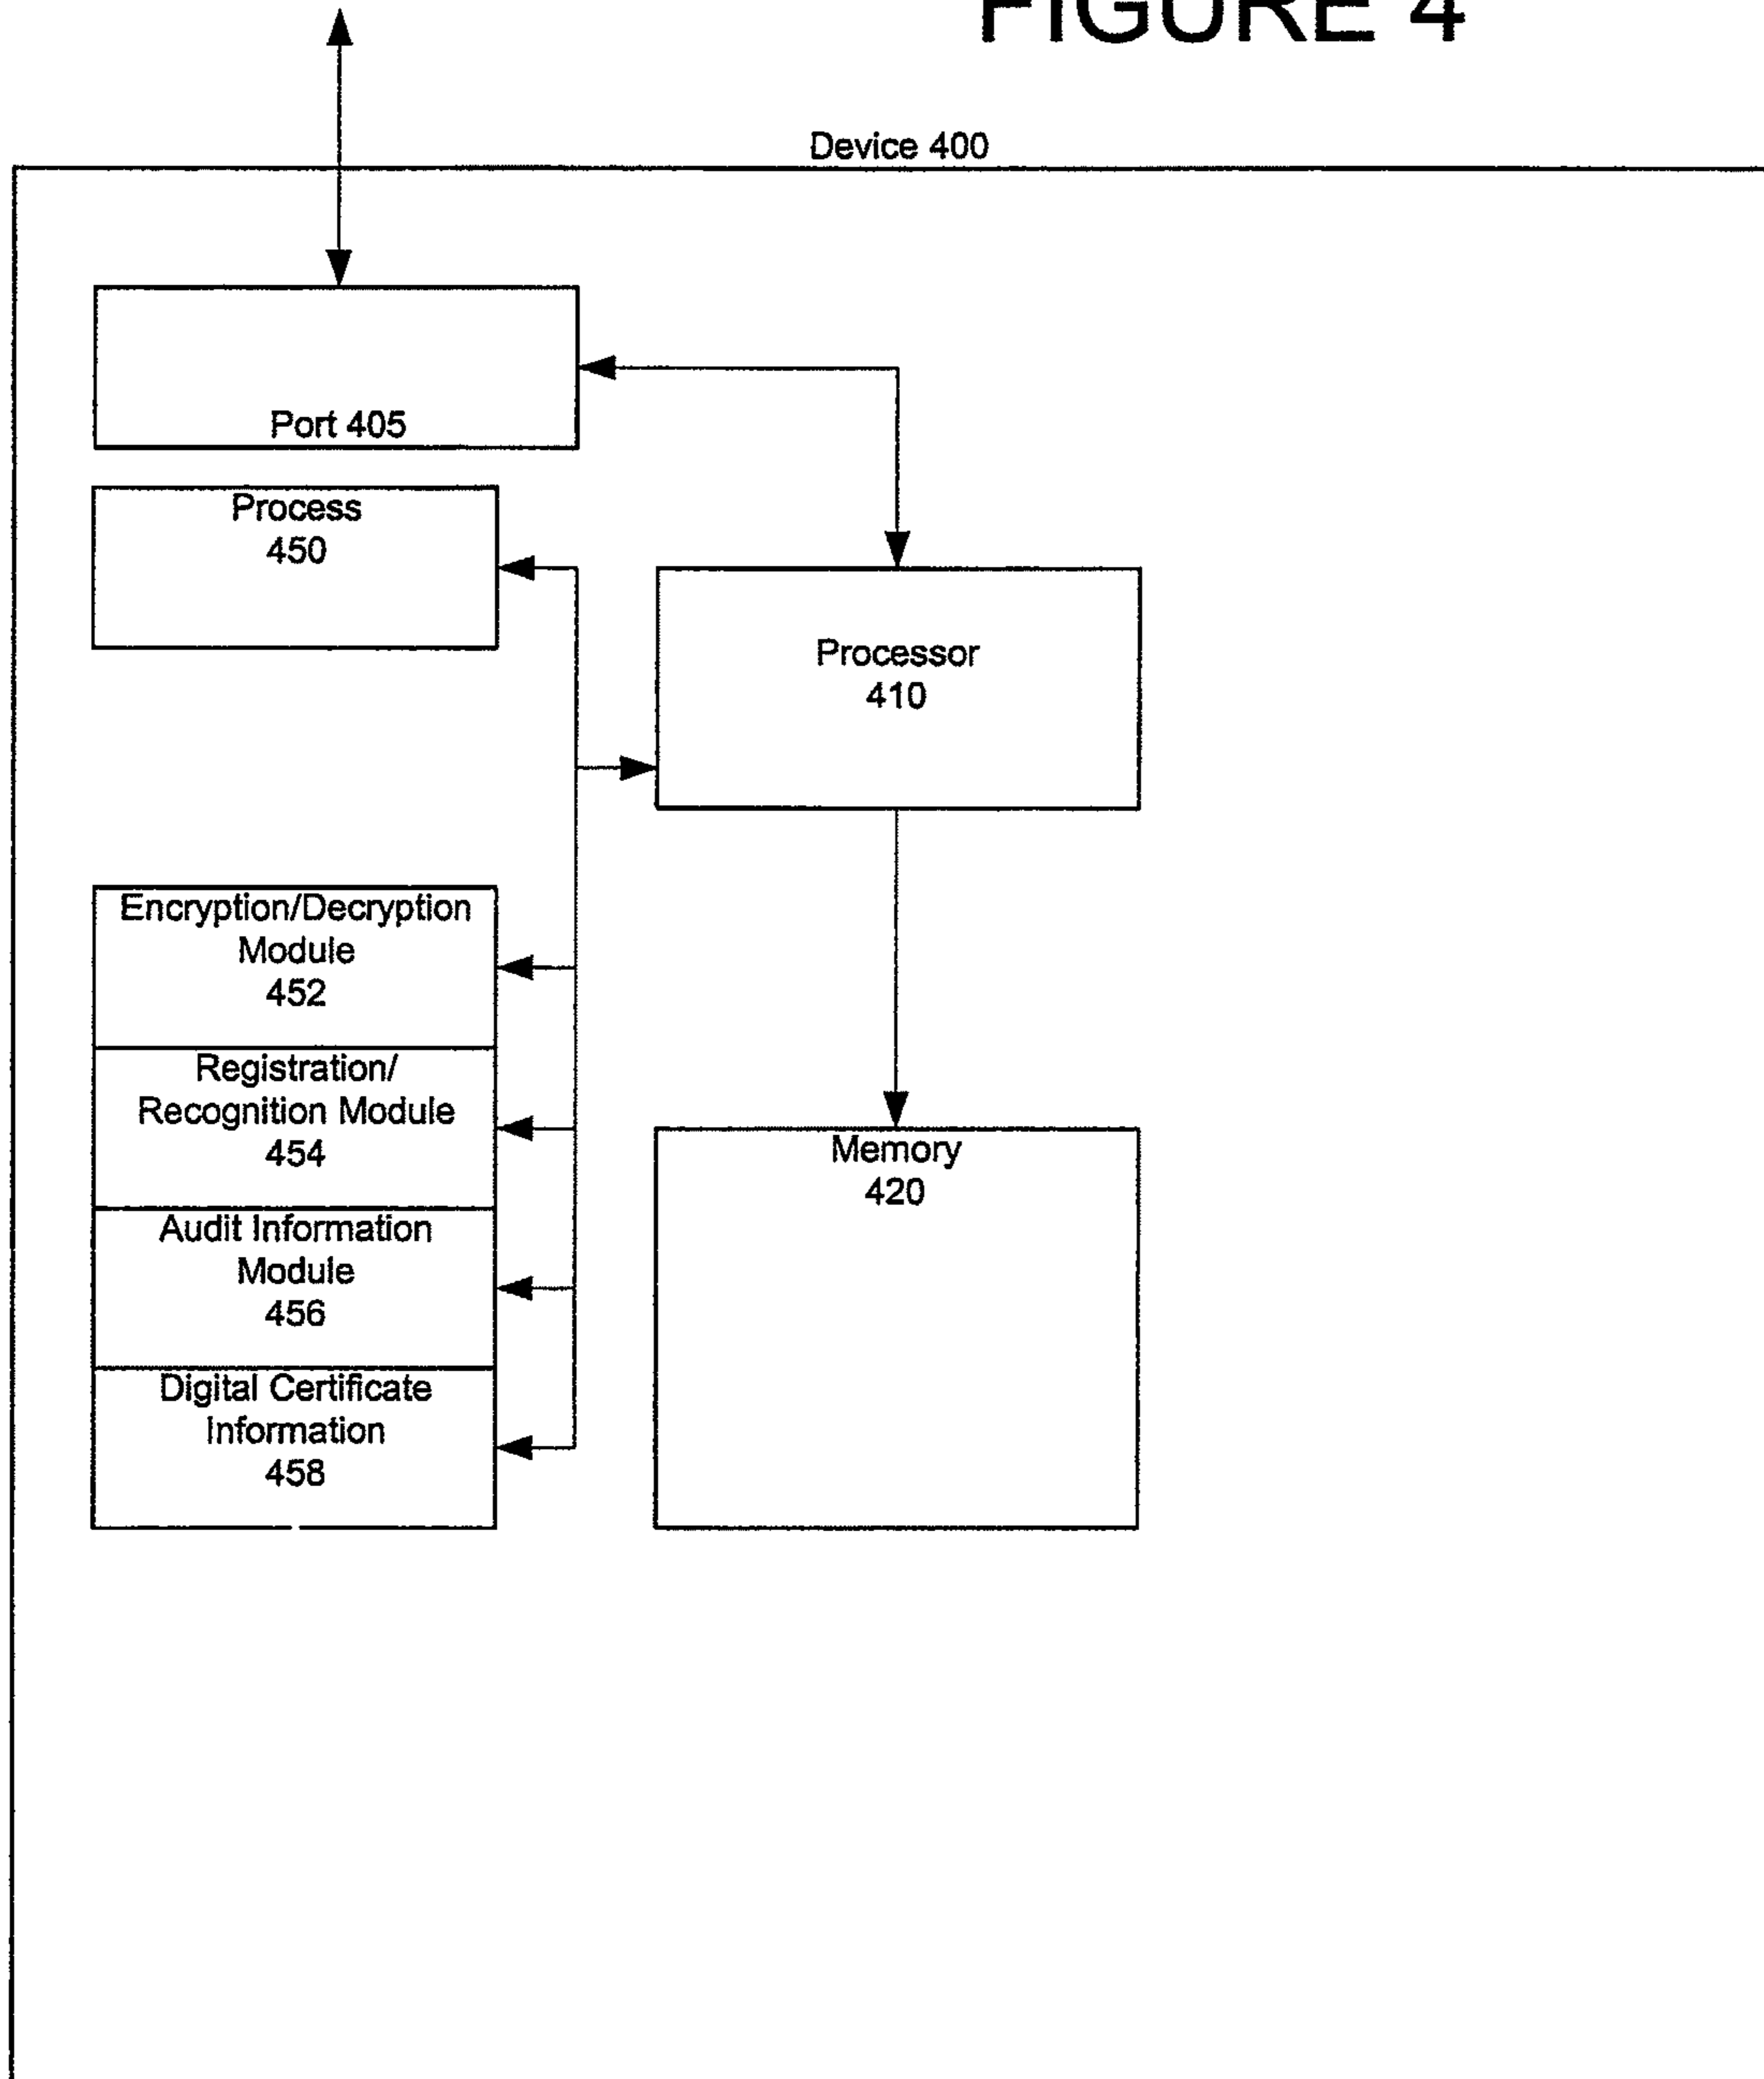 FIGURE 4
Device 400
Port 405
Process
450
Processor
410
Encryption/Decryption
Module
452
Registration/
Recognition Module
454
Memory
420
Audit Information
Module
456
Digital Certificate
Information
458